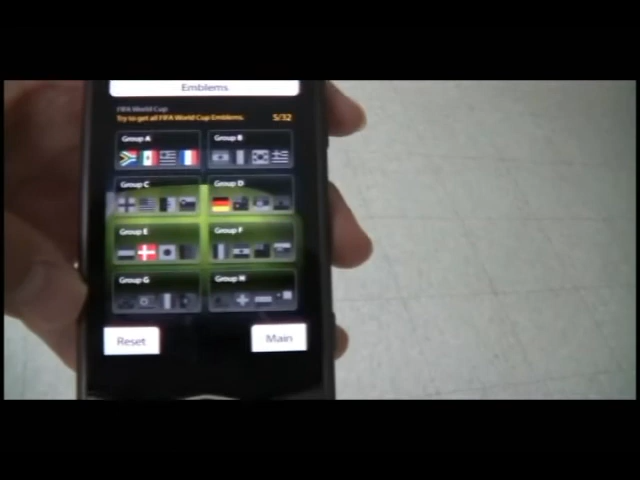 Emblems
FIFA World Cup
Try to get all FIFA World Cup Emblems. 5/32
Group A Group B
Group C Group D
Group E Group F
Group G Group H
Reset Main